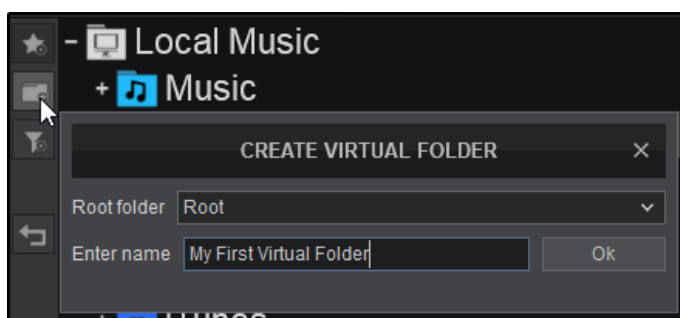 - Local Music
+ Music
CREATE VIRTUAL FOLDER ×
Root folder Root
Enter name My First Virtual Folder Ok